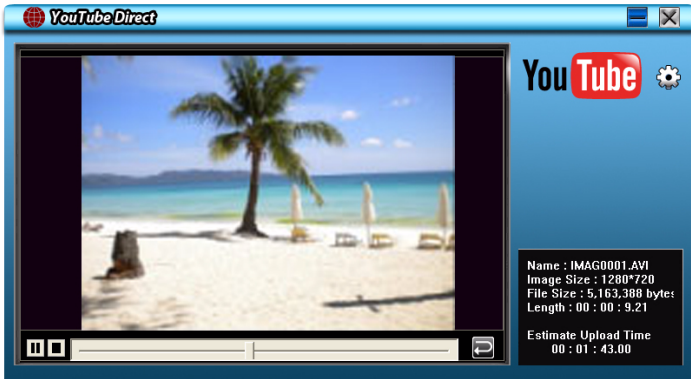 YouTube Direct
YouTube
Name : IMAG0001.AVI
Image Size : 1280*720
File Size : 5,163,388 bytes
Length : 00 : 00 : 9.21
Estimate Upload Time
00 : 01 : 43.00